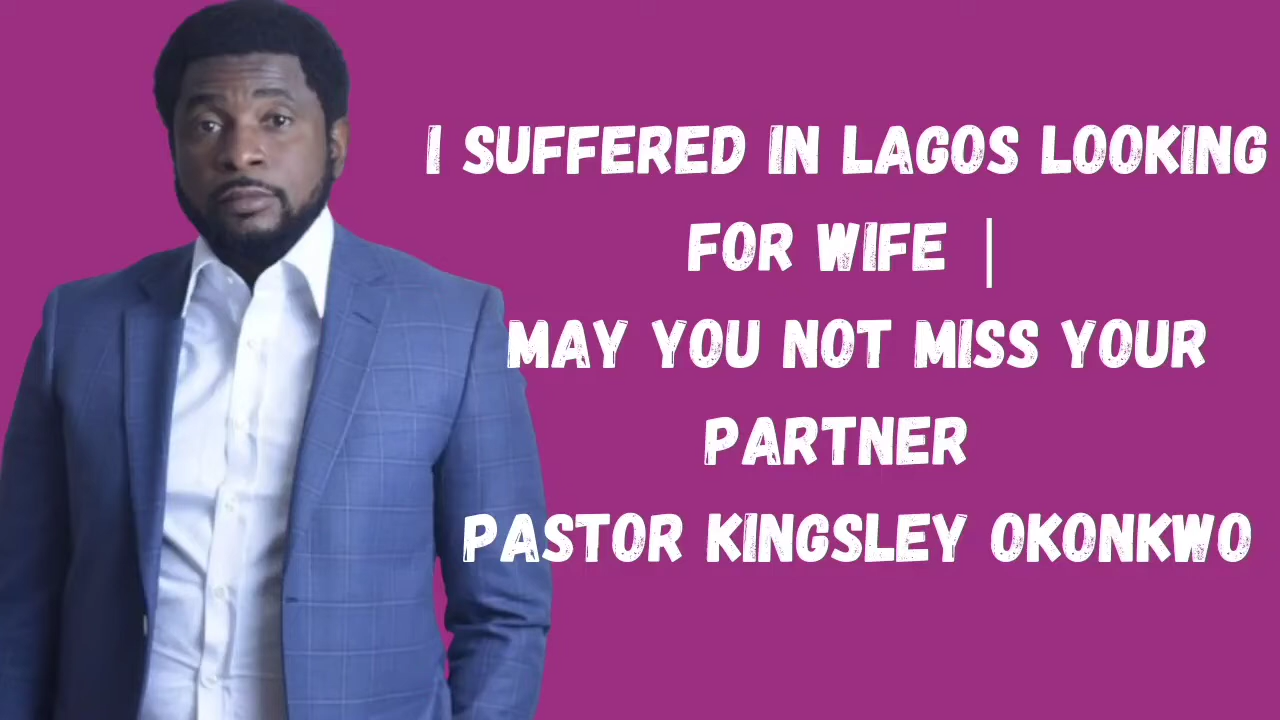 I SUFFERED IN LAGOS LOOKING
FOR WIFE |
MAY YOU NOT MISS YOUR
PARTNER
PASTOR KINGSLEY OKONKWO